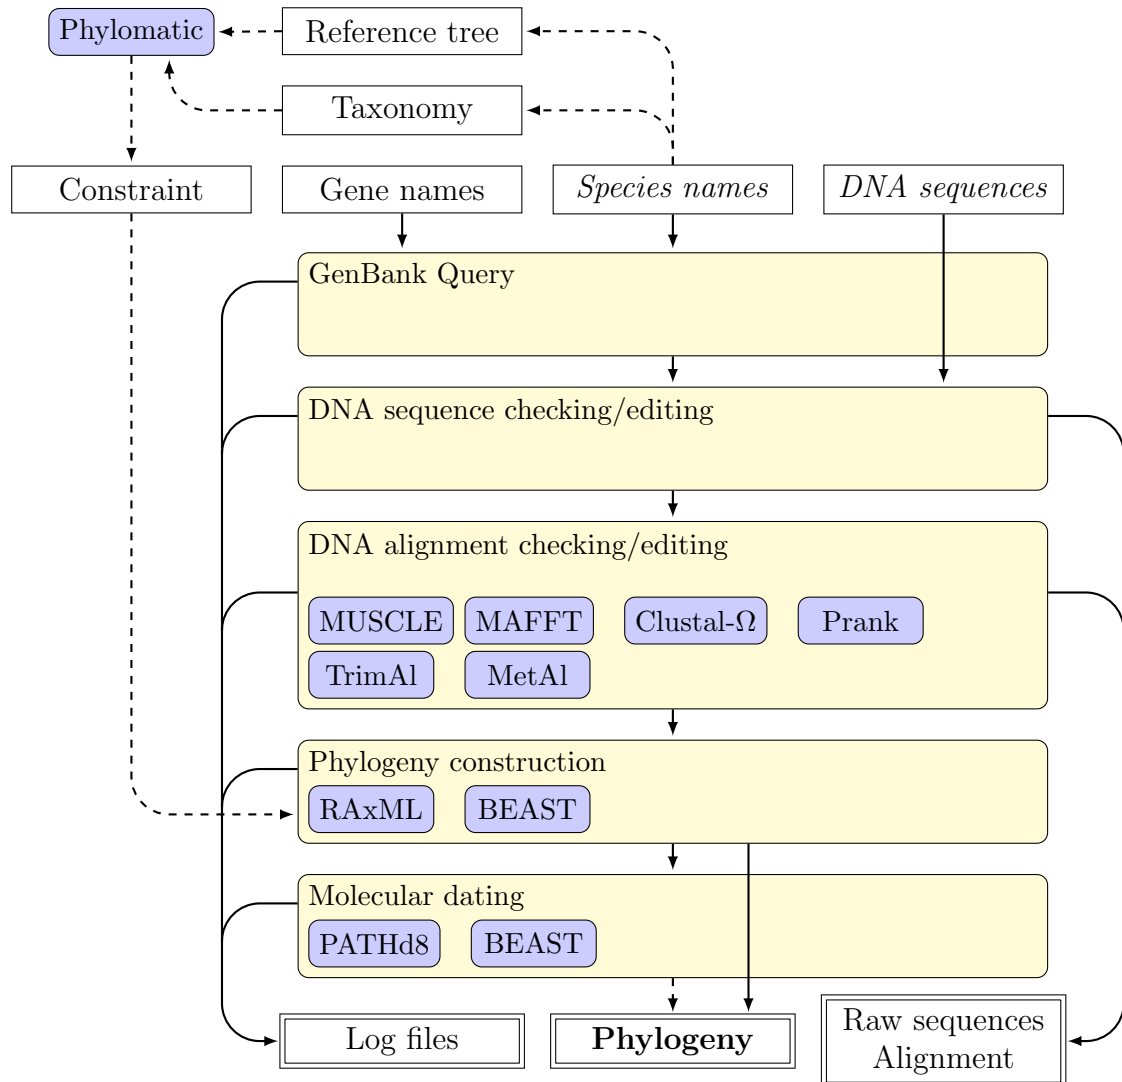 Phylomatic
Reference tree
Taxonomy
Constraint
Gene names
Species names
DNA sequences
GenBank Query
DNA sequence checking/editing
DNA alignment checking/editing
MUSCLE
MAFFT
Clustal-Ω
Prank
TrimAl
MetAl
Phylogeny construction
RAxML
BEAST
Molecular dating
PATHd8
BEAST
Log files
Phylogeny
Raw sequences
Alignment